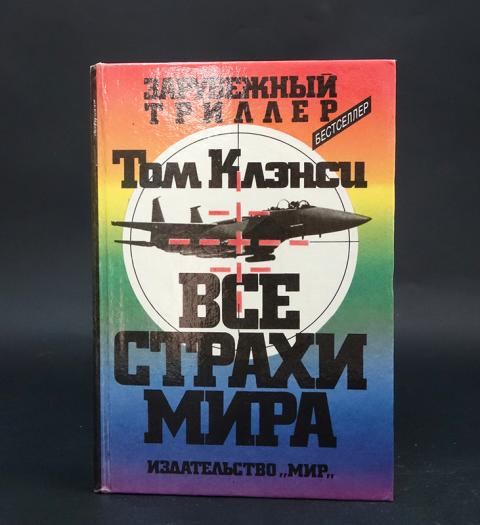 ЗАРУБЕЖНЫЙ
ТРИЛЛЕР
БЕСТСЕЛЛЕР
Том Клэнси
ВСЕ
СТРАХИ
МИРА
ИЗДАТЕЛЬСТВО „МИР„